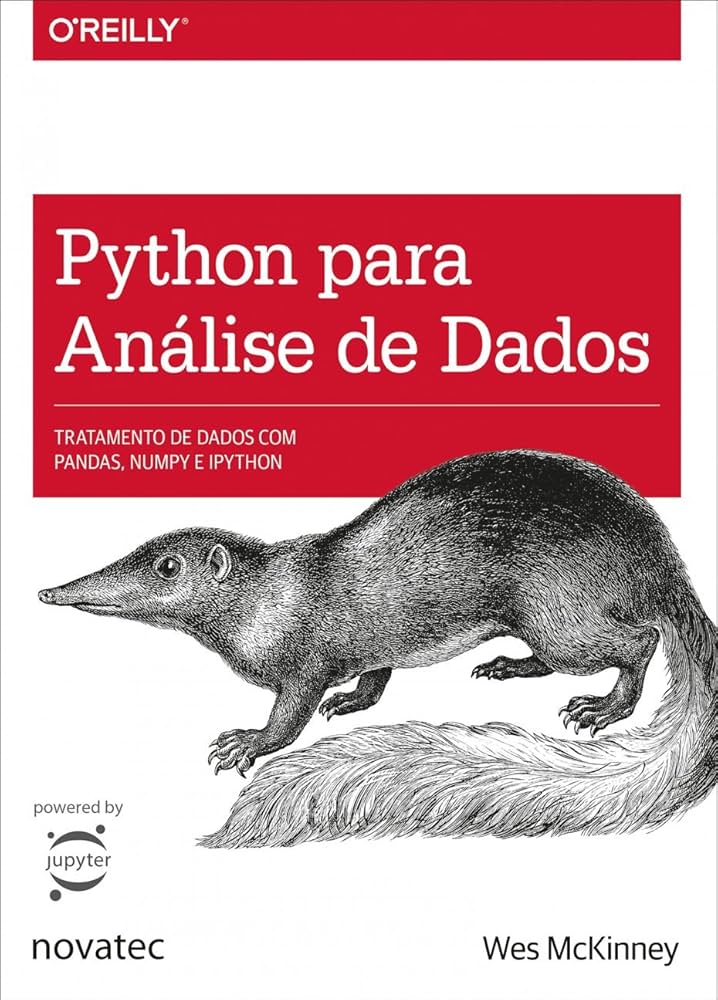 O'REILLY®
Python para
Análise de Dados
TRATAMENTO DE DADOS COM
PANDAS, NUMPY E IPYTHON
powered by
jupyter
novatec
Wes McKinney